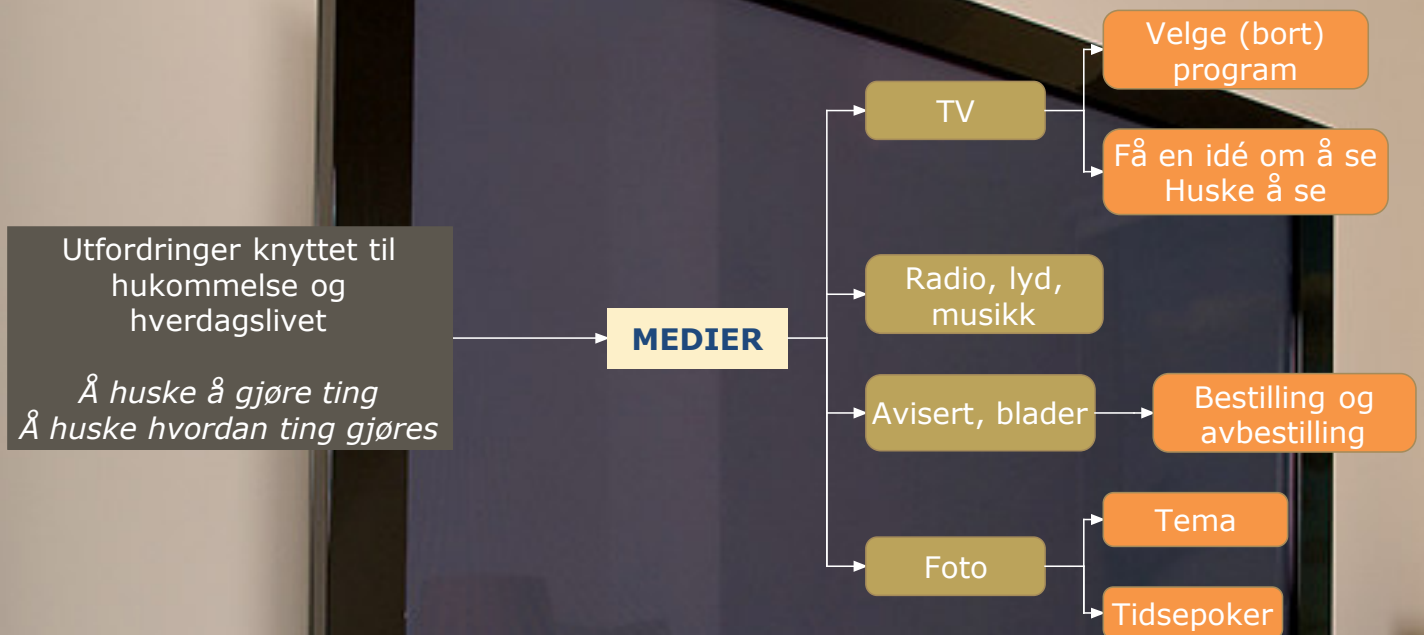 Utfordringer knyttet til
hukommelse og
hverdagslivet
Å huske å gjøre ting
Å huske hvordan ting gjøres
MEDIER
TV
Velge (bort)
program
Få en idé om å se
Huske å se
Radio, lyd,
musikk
Avisert, blader
Bestilling og
avbestilling
Foto
Tema
Tidsepoker